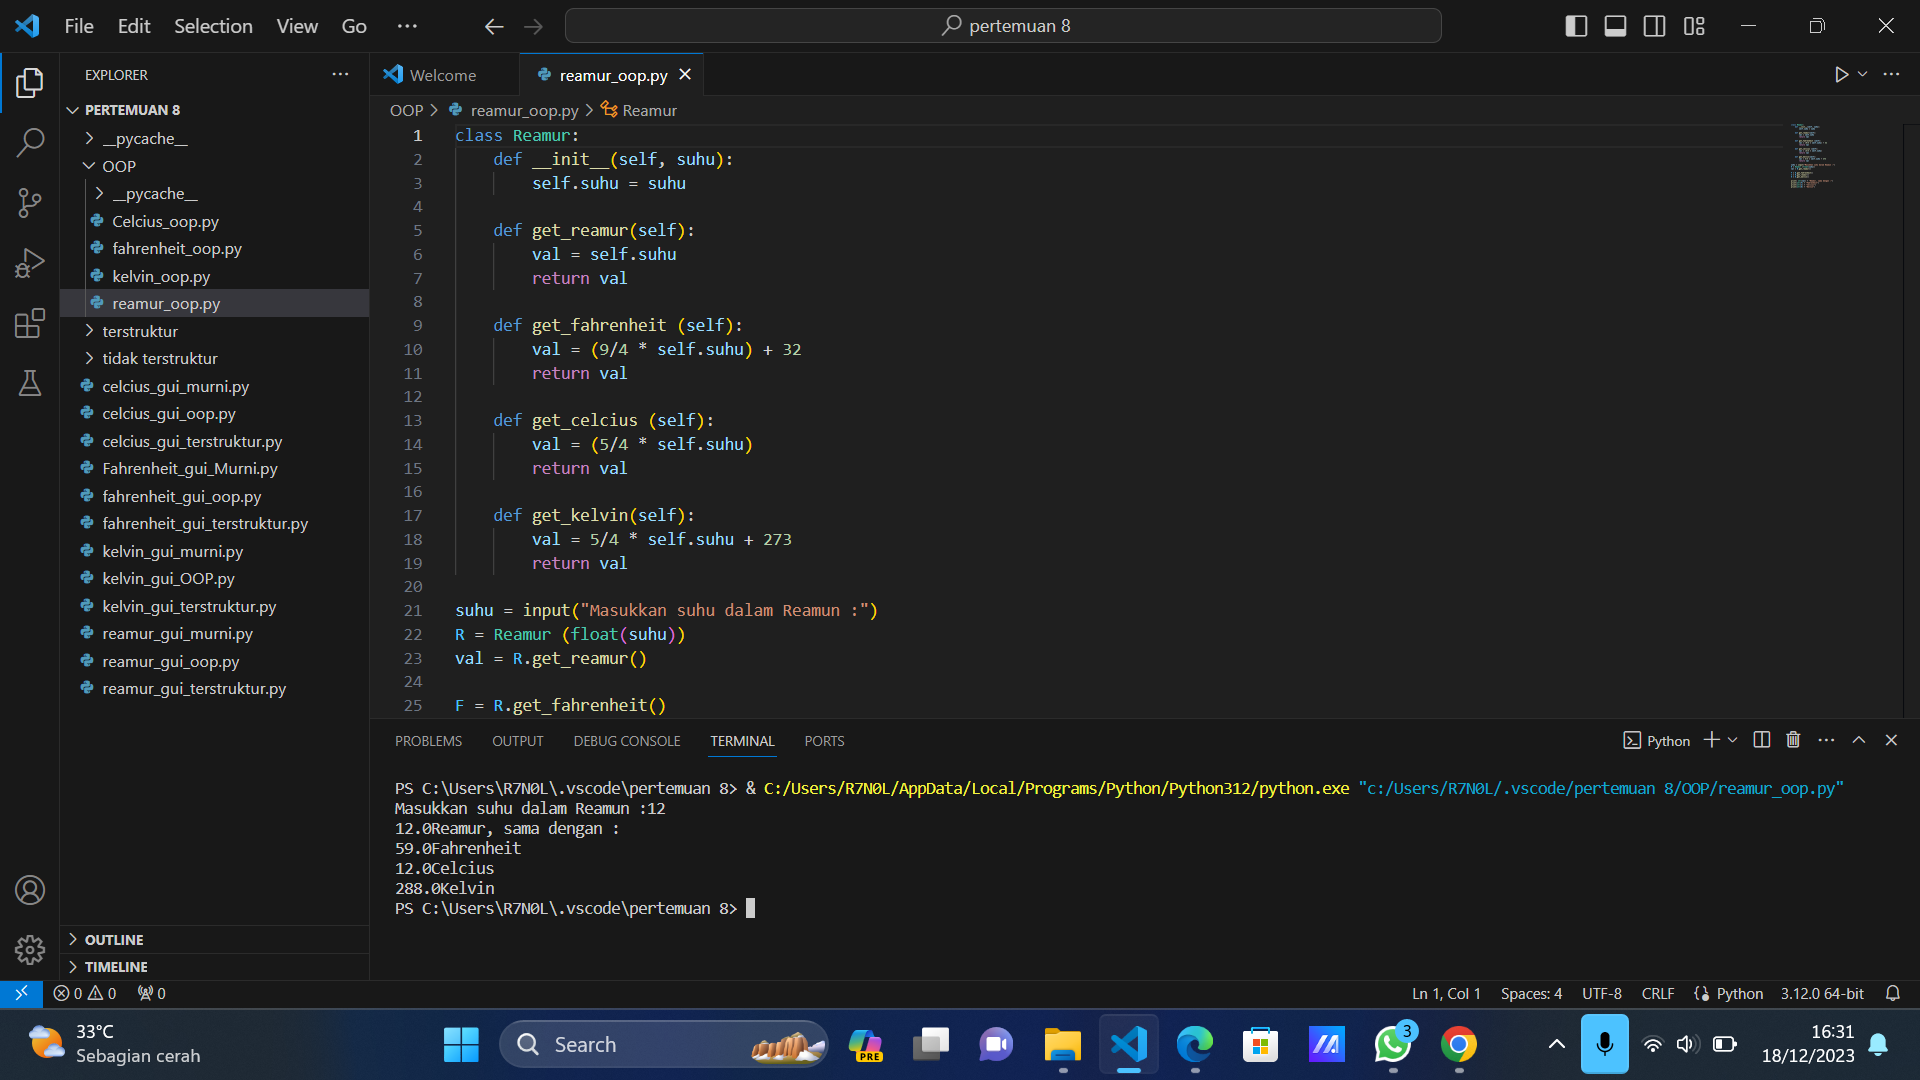 File Edit Selection View Go ··· pertemuan 8
EXPLORER
PERTEMUAN 8
__pycache__
OOP
__pycache__
Celcius_oop.py
fahrenheit_oop.py
kelvin_oop.py
reamur_oop.py
terstruktur
tidak terstruktur
celcius_gui_murni.py
celcius_gui_oop.py
celcius_gui_terstruktur.py
Fahrenheit_gui_Murni.py
fahrenheit_gui_oop.py
fahrenheit_gui_terstruktur.py
kelvin_gui_murni.py
kelvin_gui_OOP.py
kelvin_gui_terstruktur.py
reamur_gui_murni.py
reamur_gui_oop.py
reamur_gui_terstruktur.py
OUTLINE
TIMELINE
Welcome reamur_oop.py
OOP > reamur_oop.py > Reamur
1 class Reamur:
2 def __init__(self, suhu):
3 self.suhu = suhu
4
5 def get_reamur(self):
6 val = self.suhu
7 return val
8
9 def get_fahrenheit (self):
10 val = (9/4 * self.suhu) + 32
11 return val
12
13 def get_celcius (self):
14 val = (5/4 * self.suhu)
15 return val
16
17 def get_kelvin(self):
18 val = 5/4 * self.suhu + 273
19 return val
20
21 suhu = input("Masukkan suhu dalam Reamun :")
22 R = Reamur (float(suhu))
23 val = R.get_reamur()
24
25 F = R.get_fahrenheit()
PROBLEMS OUTPUT DEBUG CONSOLE TERMINAL PORTS Python
PS C:\Users\R7N0L\.vscode\pertemuan 8> & C:/Users/R7N0L/AppData/Local/Programs/Python/Python312/python.exe "c:/Users/R7N0L/.vscode/pertemuan 8/OOP/reamur_oop.py"
Masukkan suhu dalam Reamun :12
12.0Reamur, sama dengan :
59.0Fahrenheit
12.0Celcius
288.0Kelvin
PS C:\Users\R7N0L\.vscode\pertemuan 8>
0 0 0 Ln 1, Col 1 Spaces: 4 UTF-8 CRLF Python 3.12.0 64-bit
33°C
Sebagian cerah
Search
PRE
3
16:31
18/12/2023